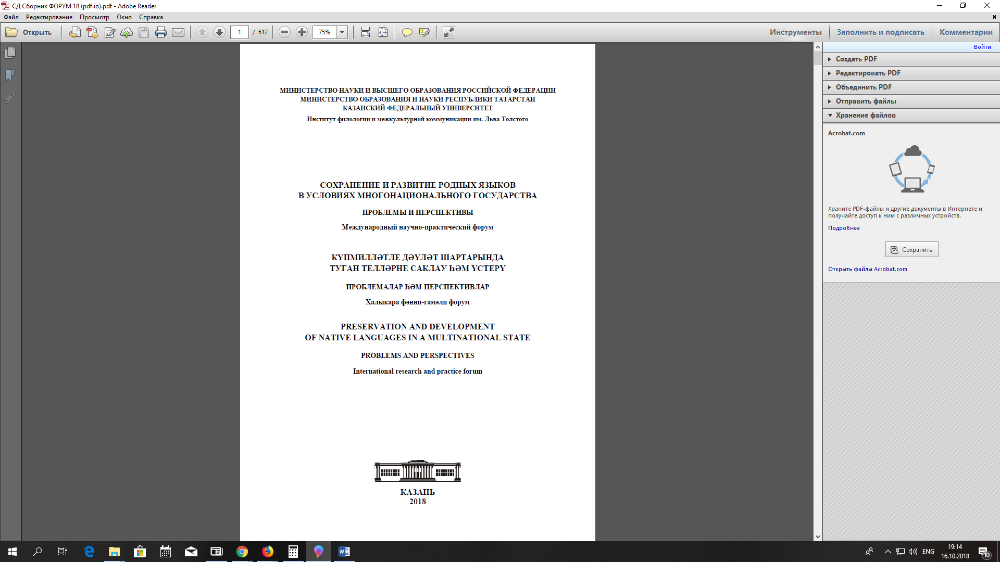 СД Сборник ФОРУМ 18 (pdf.io).pdf - Adobe Reader
Файл Редактирование Просмотр Окно Справка
Открыть 1 / 612 75% Инструменты Заполнить и подписать Комментарии
Войти
Создать PDF
Редактировать PDF
Объединить PDF
Отправить файлы
Хранение файлов
Acrobat.com
Храните PDF-файлы и другие документы в Интернете и
получайте доступ к ним с различных устройств.
Подробнее
Сохранить
Открыть файлы Acrobat.com
МИНИСТЕРСТВО НАУКИ И ВЫСШЕГО ОБРАЗОВАНИЯ РОССИЙСКОЙ ФЕДЕРАЦИИ
МИНИСТЕРСТВО ОБРАЗОВАНИЯ И НАУКИ РЕСПУБЛИКИ ТАТАРСТАН
КАЗАНСКИЙ ФЕДЕРАЛЬНЫЙ УНИВЕРСИТЕТ
Институт филологии и межкультурной коммуникации им. Льва Толстого
СОХРАНЕНИЕ И РАЗВИТИЕ РОДНЫХ ЯЗЫКОВ
В УСЛОВИЯХ МНОГОНАЦИОНАЛЬНОГО ГОСУДАРСТВА
ПРОБЛЕМЫ И ПЕРСПЕКТИВЫ
Международный научно-практический форум
КҮПМИЛЛӘТЛЕ ДӘҮЛӘТ ШАРТАРЫНДА
ТУГАН ТЕЛЛӘРНЕ САКЛАУ ҺӘМ ҮСТЕРҮ
ПРОБЛЕМАЛАР ҺӘМ ПЕРСПЕКТИВЛАР
Халыкара фәнни-гамәли форум
PRESERVATION AND DEVELOPMENT
OF NATIVE LANGUAGES IN A MULTINATIONAL STATE
PROBLEMS AND PERSPECTIVES
International research and practice forum
КАЗАНЬ
2018
ENG
19:14
16.10.2018
10